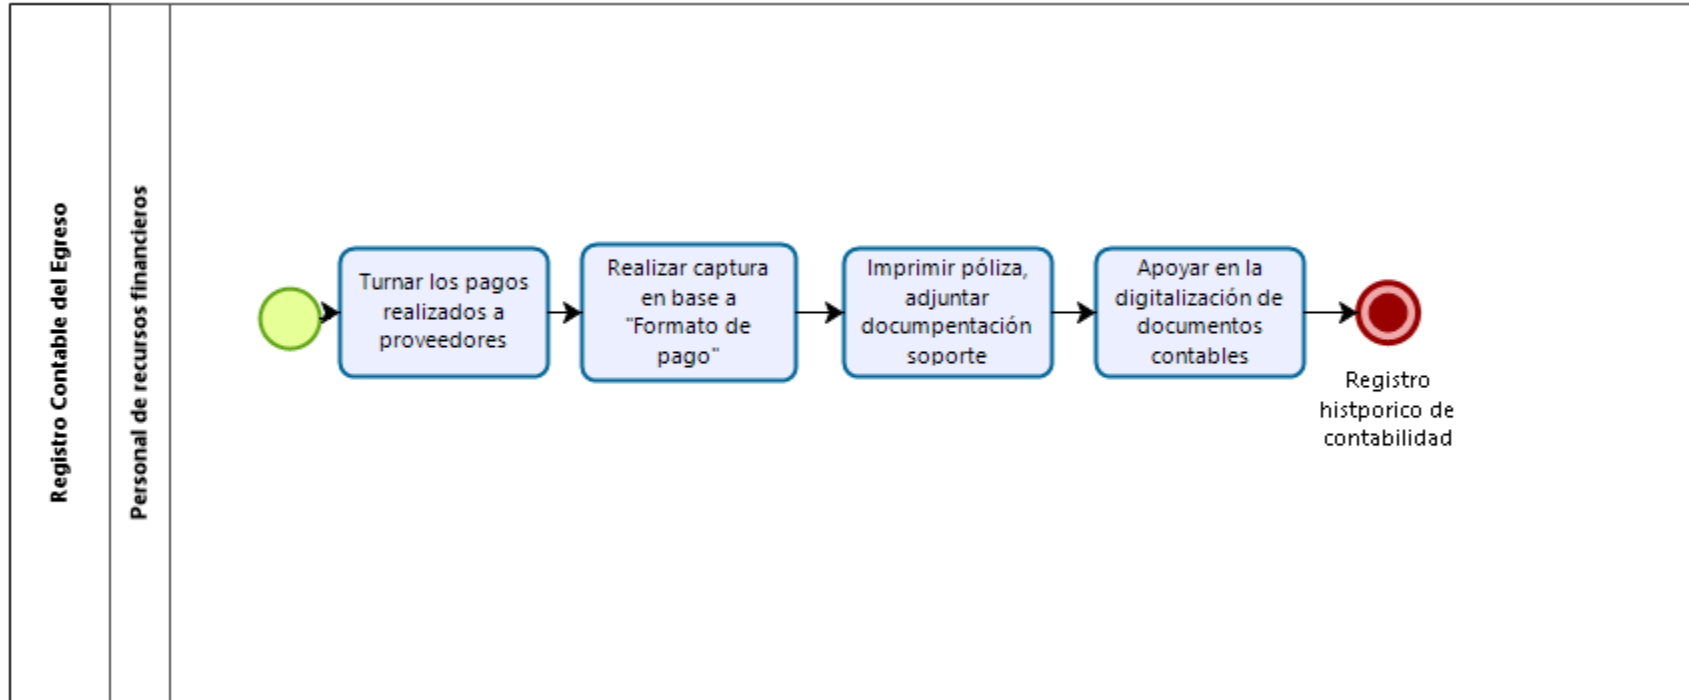 Registro Contable del Egreso
Personal de recursos financieros
Turnar los pagos
realizados a
proveedores
Realizar captura
en base a
"Formato de
pago"
Imprimir póliza,
adjuntar
documpentación
soporte
Apoyar en la
digitalización de
documentos
contables
Registro
histporico de
contabilidad